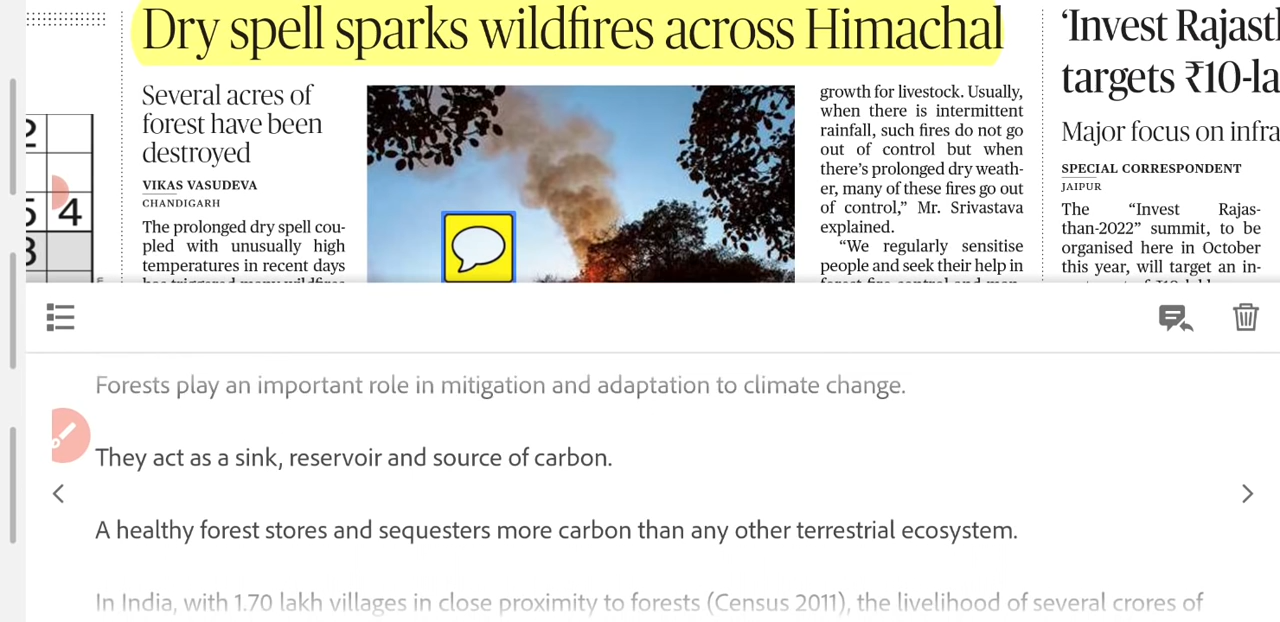 Dry spell sparks wildfires across Himachal
Several acres of
forest have been
destroyed
VIKAS VASUDEVA
CHANDIGARH
The prolonged dry spell cou-
pled with unusually high
temperatures in recent days
growth for livestock. Usually,
when there is intermittent
rainfall, such fires do not go
out of control but when
there's prolonged dry weath-
er, many of these fires go out
of control,” Mr. Srivastava
explained.
“We regularly sensitise
people and seek their help in
‘Invest Rajast
targets ₹10-la
Major focus on infra
SPECIAL CORRESPONDENT
JAIPUR
The “Invest Rajas-
than-2022” summit, to be
organised here in October
this year, will target an in-
2
5 4
3
Forests play an important role in mitigation and adaptation to climate change.
They act as a sink, reservoir and source of carbon.
A healthy forest stores and sequesters more carbon than any other terrestrial ecosystem.
In India, with 1.70 lakh villages in close proximity to forests (Census 2011), the livelihood of several crores of